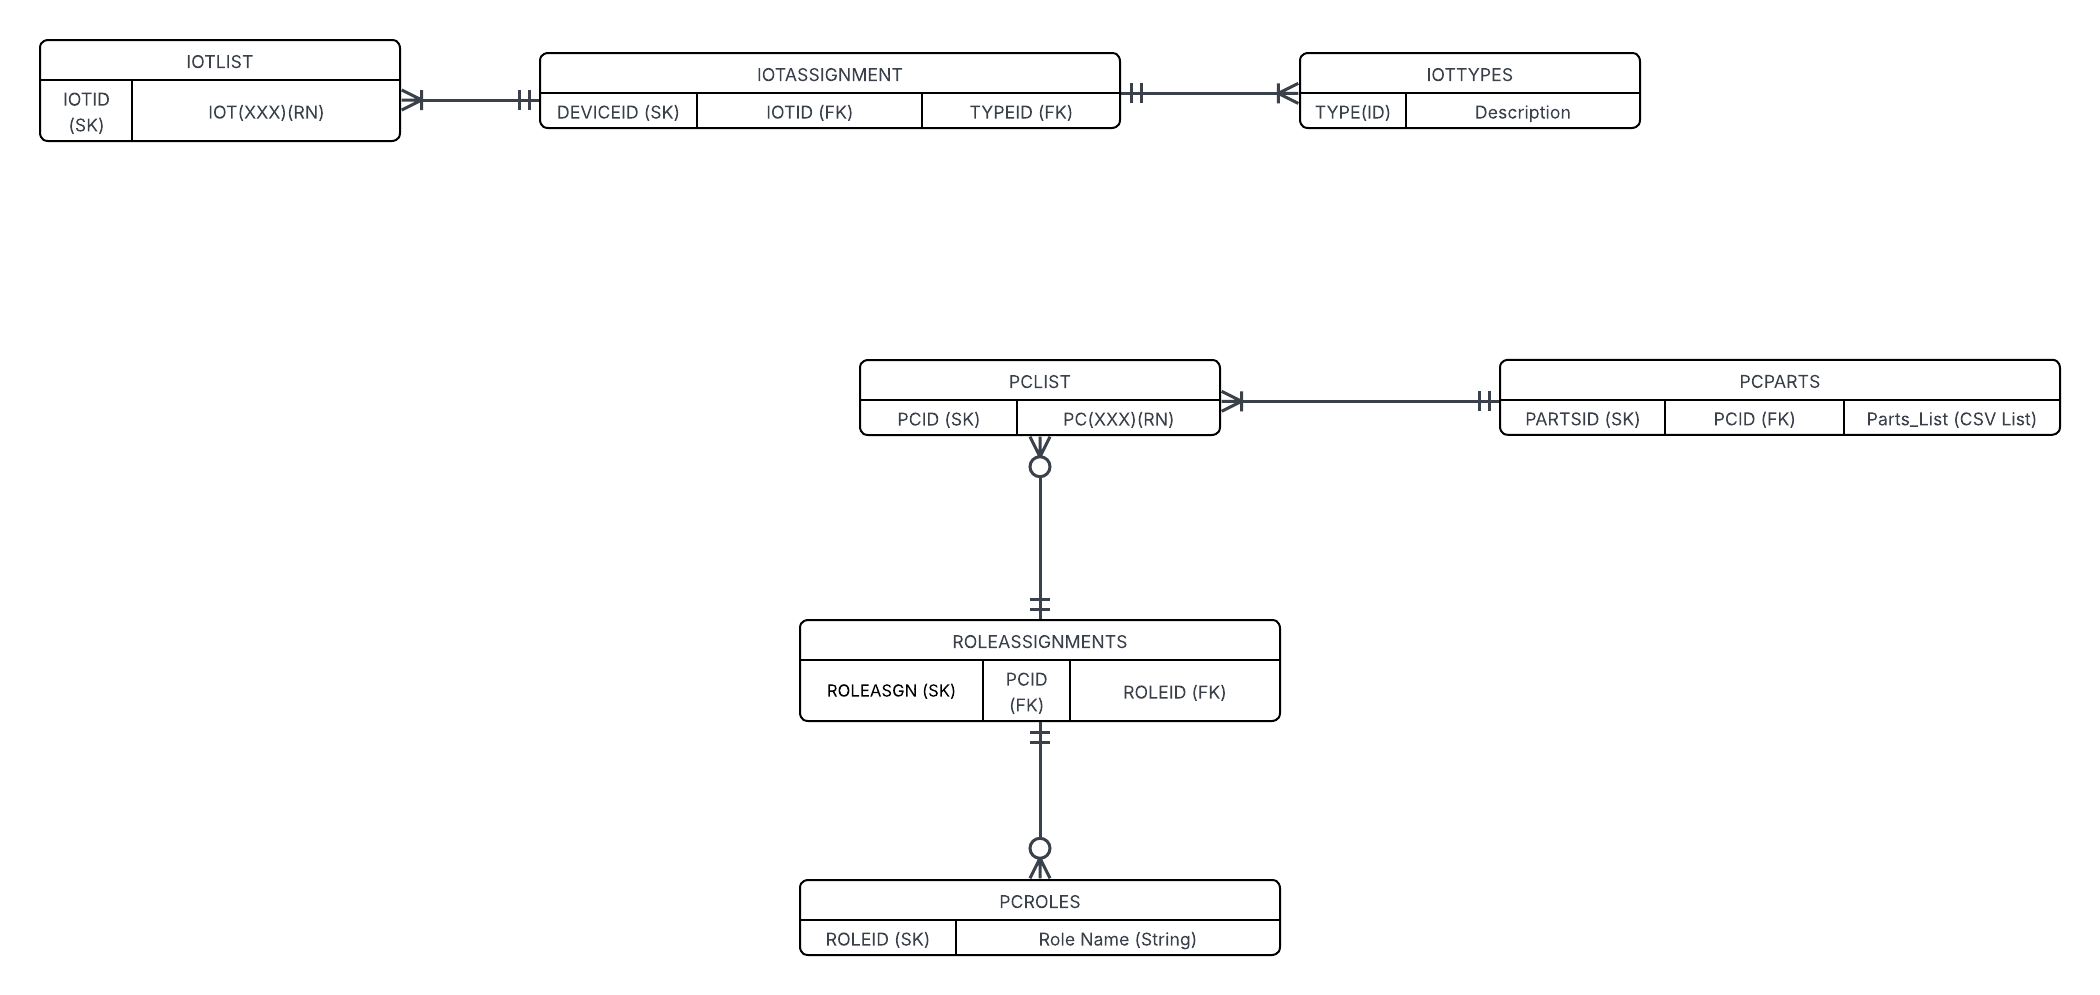 IOTLIST
IOTID
(SK)
IOT(XXX)(RN)
IOTASSIGNMENT
DEVICEID (SK)
IOTID (FK)
TYPEID (FK)
IOTTYPES
TYPE(ID)
Description
PCLIST
PCID (SK)
PC(XXX)(RN)
PCPARTS
PARTSID (SK)
PCID (FK)
Parts_List (CSV List)
ROLEASSIGNMENTS
ROLEASGN (SK)
PCID
(FK)
ROLEID (FK)
PCROLES
ROLEID (SK)
Role Name (String)